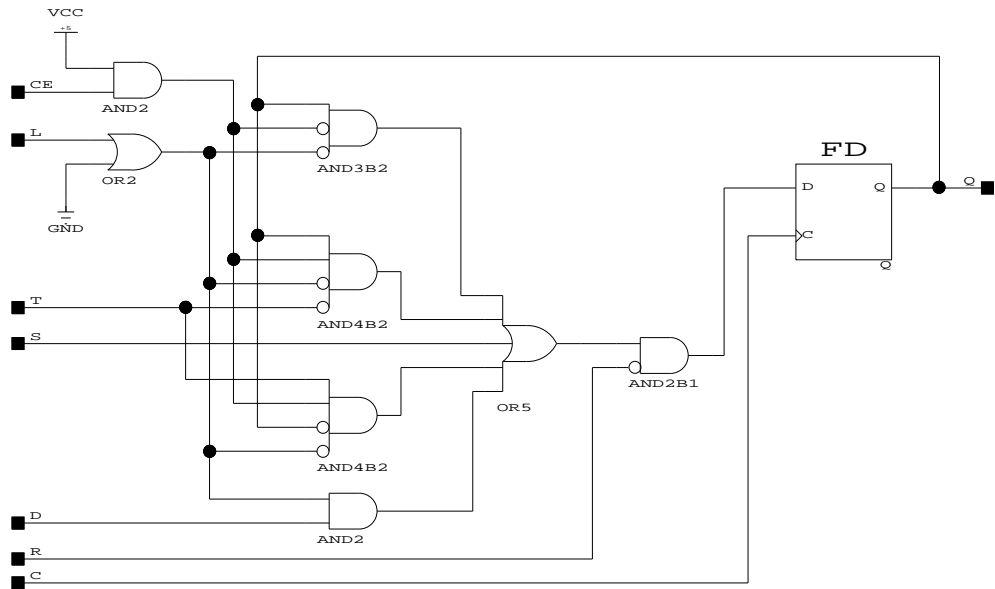 VCC
+5
CE
AND2
L
OR2
GND
AND3B2
FD
D
Q
C
Q
Q
T
AND4B2
S
OR5
AND2B1
AND4B2
D
AND2
R
C